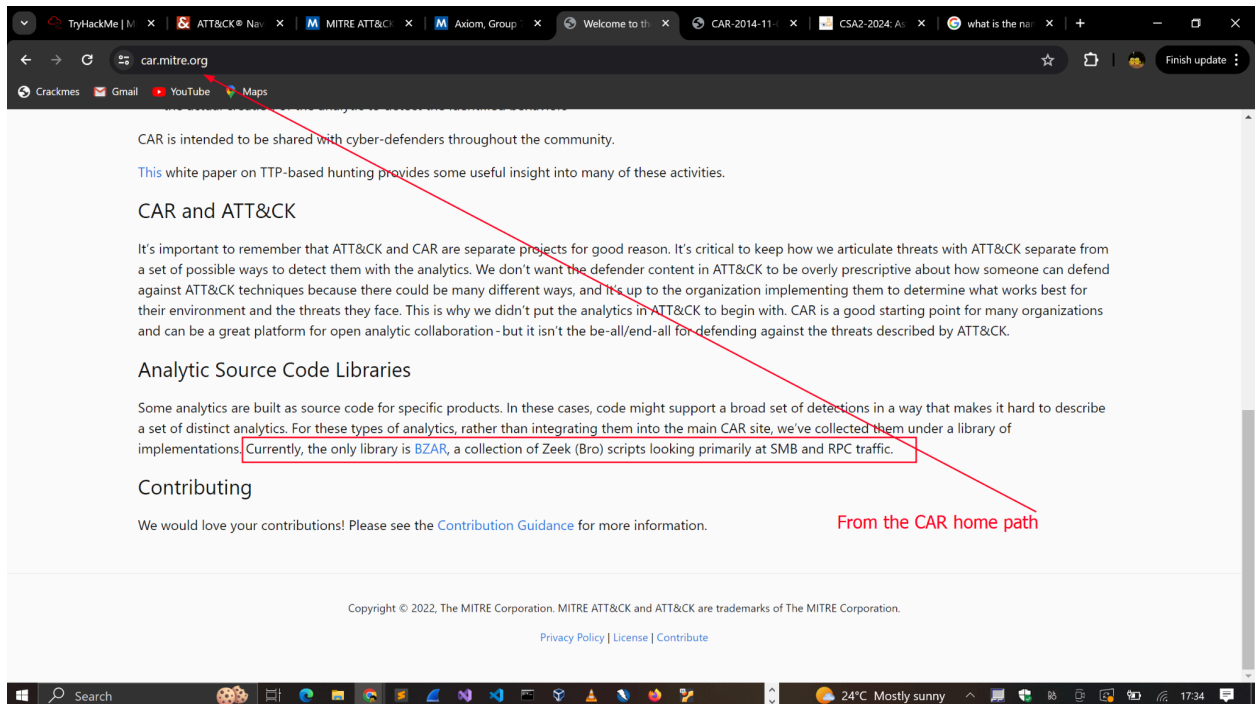 TryHackMe | M
ATT&CK® Nav
MITRE ATT&CK
Axiom, Group
Welcome to th
CAR-2014-11-
CSA2-2024: As
what is the nar
car.mitre.org
Finish update
Crackmes
Gmail
YouTube
Maps
the actual creation of the analytic to detect the identified behaviors
CAR is intended to be shared with cyber-defenders throughout the community.
This white paper on TTP-based hunting provides some useful insight into many of these activities.
CAR and ATT&CK
It's important to remember that ATT&CK and CAR are separate projects for good reason. It's critical to keep how we articulate threats with ATT&CK separate from
a set of possible ways to detect them with the analytics. We don't want the defender content in ATT&CK to be overly prescriptive about how someone can defend
against ATT&CK techniques because there could be many different ways, and it's up to the organization implementing them to determine what works best for
their environment and the threats they face. This is why we didn't put the analytics in ATT&CK to begin with. CAR is a good starting point for many organizations
and can be a great platform for open analytic collaboration - but it isn't the be-all/end-all for defending against the threats described by ATT&CK.
Analytic Source Code Libraries
Some analytics are built as source code for specific products. In these cases, code might support a broad set of detections in a way that makes it hard to describe
a set of distinct analytics. For these types of analytics, rather than integrating them into the main CAR site, we've collected them under a library of
implementations. Currently, the only library is BZAR, a collection of Zeek (Bro) scripts looking primarily at SMB and RPC traffic.
Contributing
We would love your contributions! Please see the Contribution Guidance for more information.
From the CAR home path
Copyright © 2022, The MITRE Corporation. MITRE ATT&CK and ATT&CK are trademarks of The MITRE Corporation.
Privacy Policy | License | Contribute
Search
24°C Mostly sunny
17:34